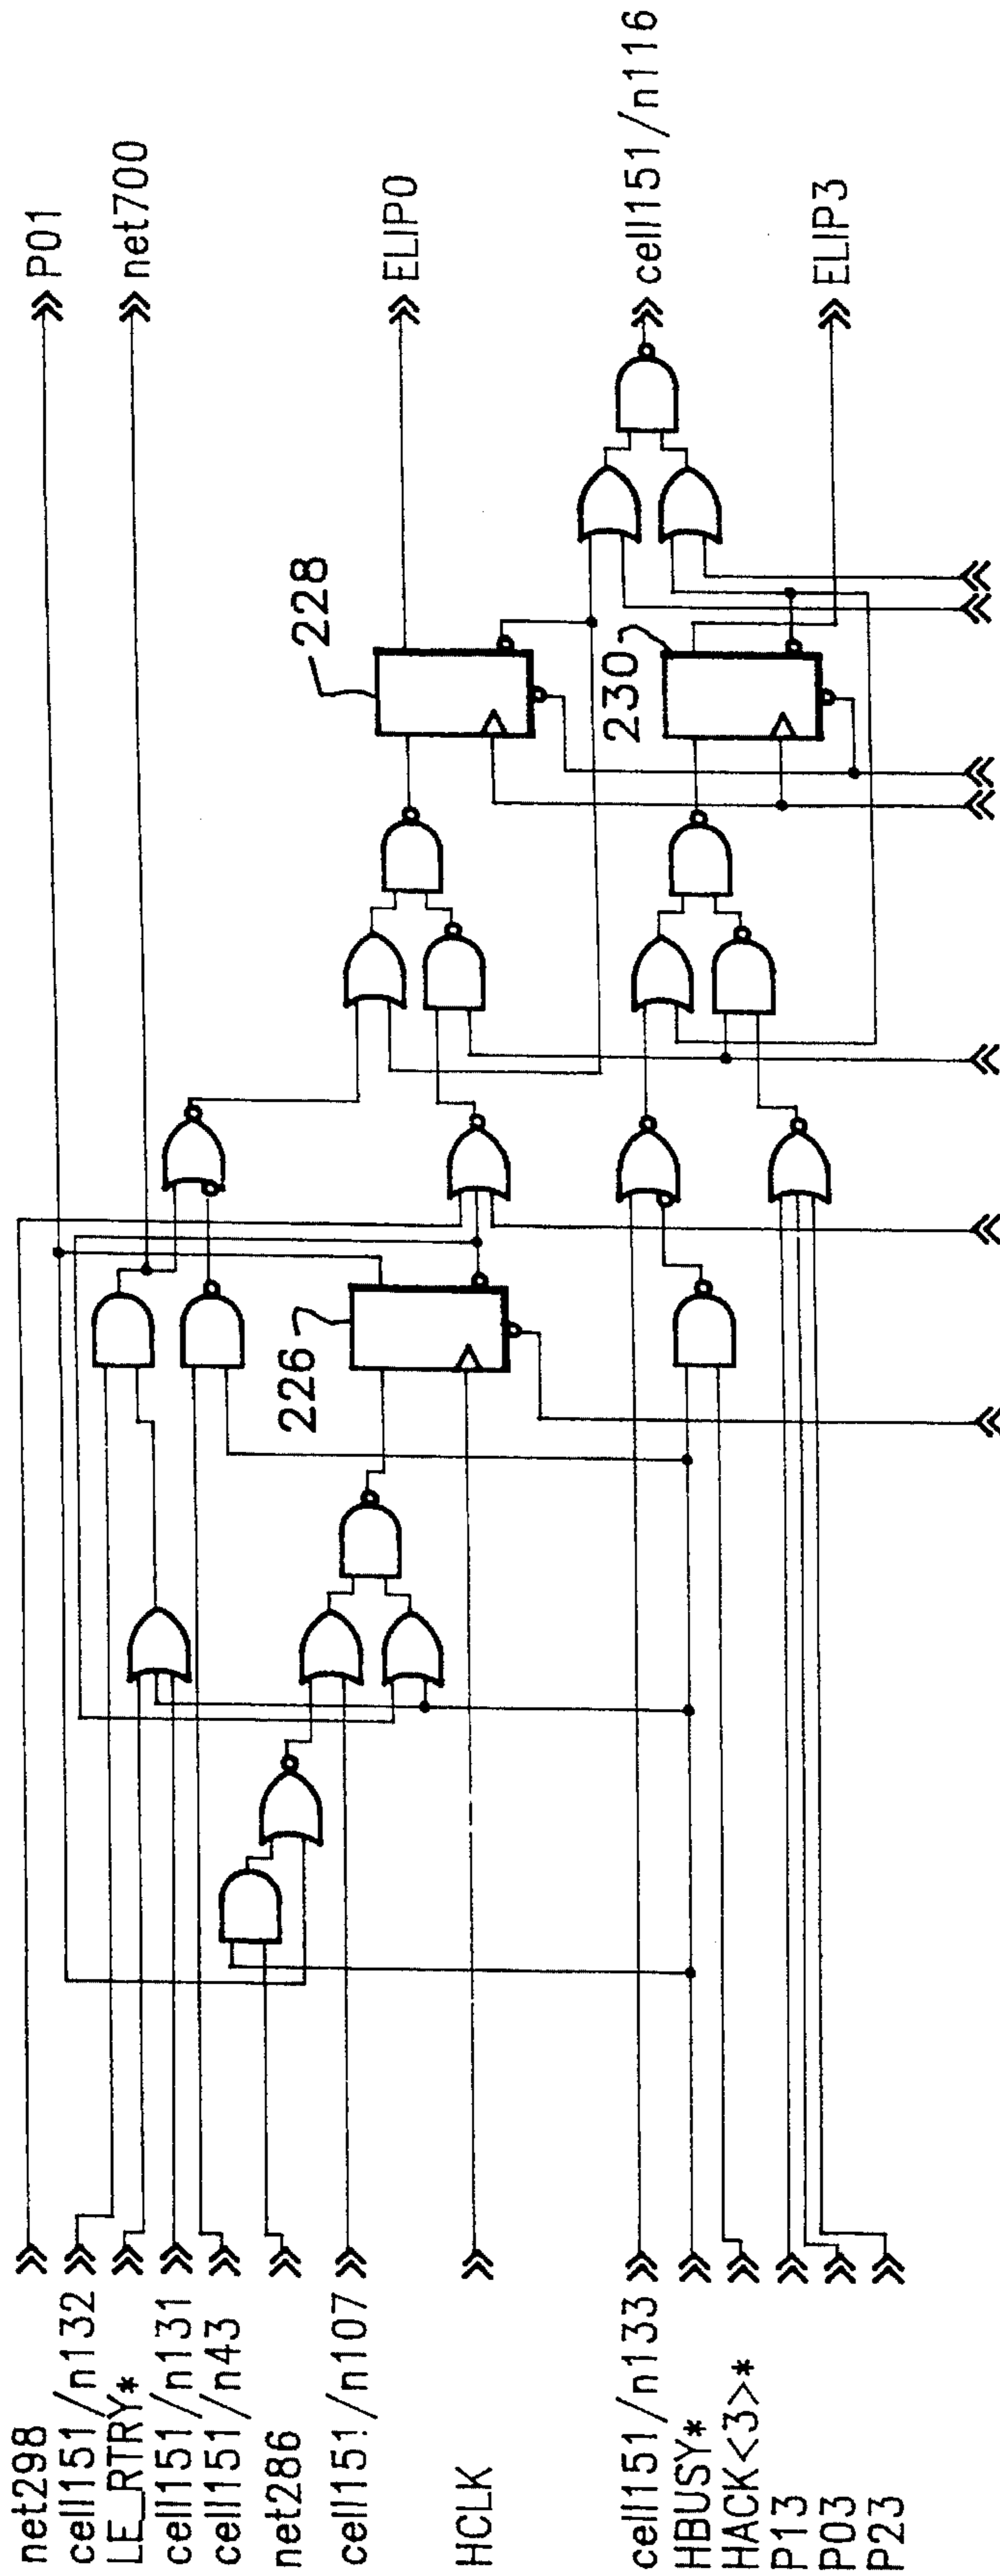 net298
cell151/n132
LE_RTRY*
cell151/n131
cell151/n43
net286
cell151/n107
HCLK
cell151/n133
HBUSY*
HACK<3>*
P13
P03
P23
226
228
230
P01
net700
ELIP0
cell151/n116
ELIP3